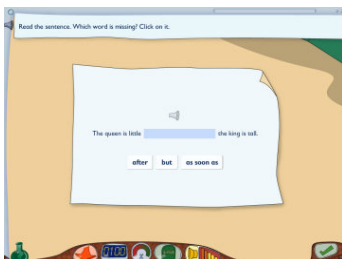 Read the sentence. Which word is missing? Click on it.
The queen is little the king is tall.
after but as soon as
0100